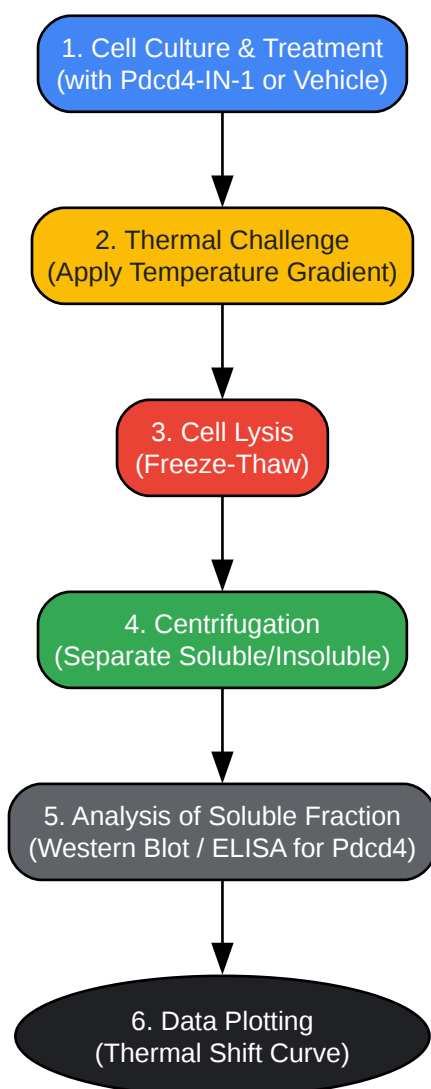 1. Cell Culture & Treatment
(with Pdcd4-IN-1 or Vehicle)
2. Thermal Challenge
(Apply Temperature Gradient)
3. Cell Lysis
(Freeze-Thaw)
4. Centrifugation
(Separate Soluble/Insoluble)
5. Analysis of Soluble Fraction
(Western Blot / ELISA for Pdcd4)
6. Data Plotting
(Thermal Shift Curve)